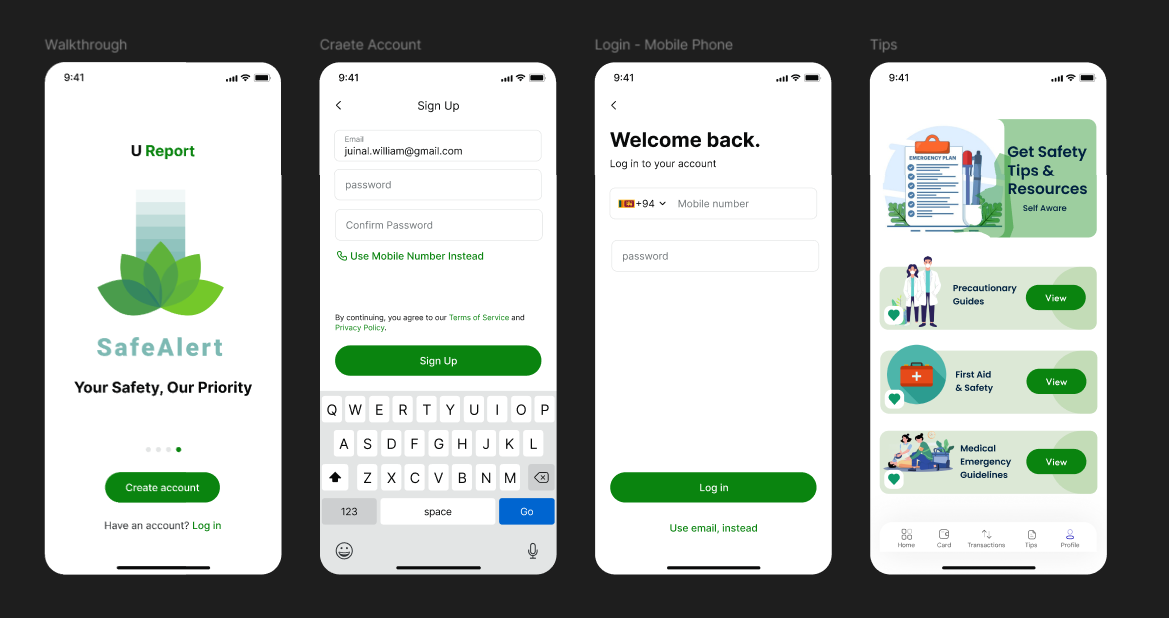 Walkthrough
9:41
U Report
SafeAlert
Your Safety, Our Priority
Create account
Have an account? Log in
Craete Account
9:41
Sign Up
Email
juinal.william@gmail.com
password
Confirm Password
Use Mobile Number Instead
By continuing, you agree to our Terms of Service and
Privacy Policy.
Sign Up
Q W E R T Y U I O P
A S D F G H J K L
Z X C V B N M
123 space Go
Login - Mobile Phone
9:41
Welcome back.
Log in to your account
+94 Mobile number
password
Log in
Use email, instead
Tips
9:41
EMERGENCY PLAN
Get Safety
Tips &
Resources
Self Aware
Precautionary
Guides
View
First Aid
& Safety
View
Medical
Emergency
Guidelines
View
Home Card Transactions Tips Profile